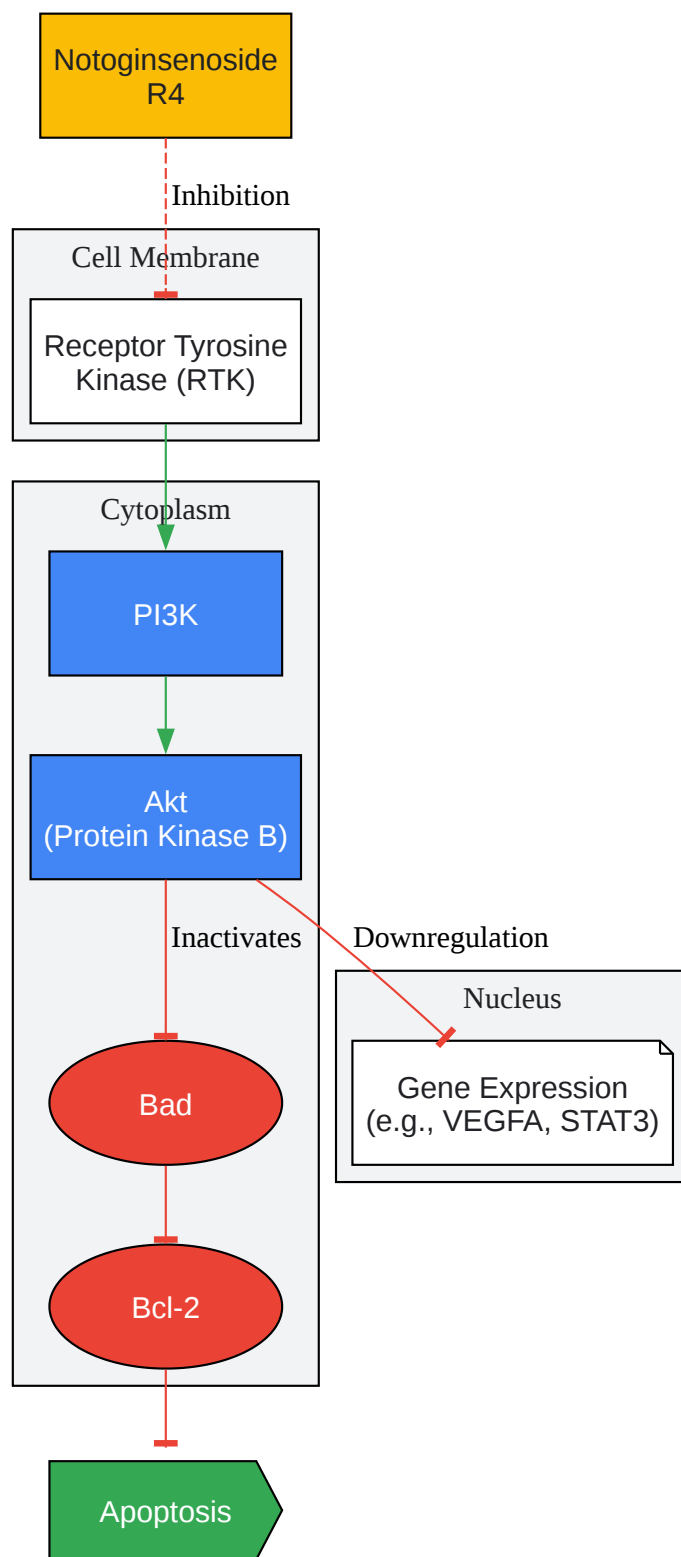 Notoginsenoside
R4
Inhibition
Cell Membrane
Receptor Tyrosine
Kinase (RTK)
Cytoplasm
PI3K
Akt
(Protein Kinase B)
Inactivates
Downregulation
Nucleus
Gene Expression
(e.g., VEGFA, STAT3)
Bad
Bcl-2
Apoptosis